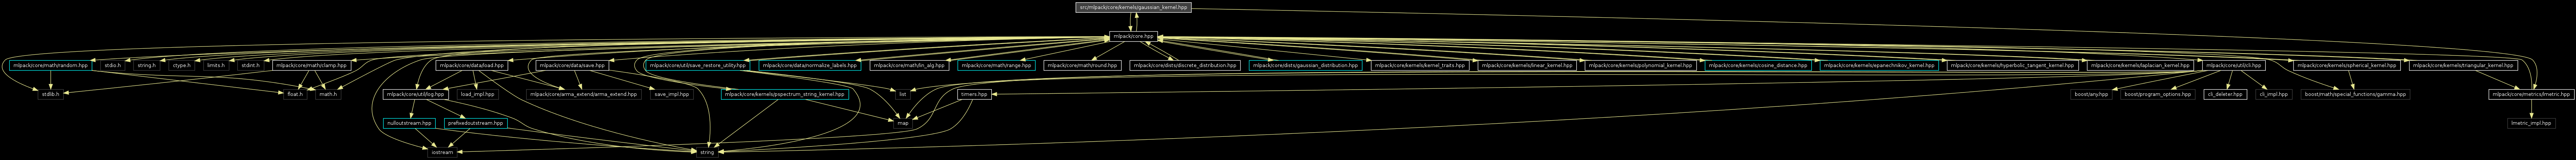 src/mlpack/core/kernels/gaussian_kernel.hpp
mlpack/core.hpp
mlpack/core/math/random.hpp
stdio.h
string.h
ctype.h
limits.h
stdint.h
mlpack/core/math/clamp.hpp
mlpack/core/data/load.hpp
mlpack/core/data/save.hpp
mlpack/core/util/save_restore_utility.hpp
mlpack/core/data/normalize_labels.hpp
mlpack/core/math/lin_alg.hpp
mlpack/core/math/range.hpp
mlpack/core/math/round.hpp
mlpack/core/dists/discrete_distribution.hpp
mlpack/core/dists/gaussian_distribution.hpp
mlpack/core/kernels/kernel_traits.hpp
mlpack/core/kernels/linear_kernel.hpp
mlpack/core/kernels/polynomial_kernel.hpp
mlpack/core/kernels/cosine_distance.hpp
mlpack/core/kernels/epanechnikov_kernel.hpp
mlpack/core/kernels/hyperbolic_tangent_kernel.hpp
mlpack/core/kernels/laplacian_kernel.hpp
mlpack/core/util/cli.hpp
mlpack/core/kernels/spherical_kernel.hpp
mlpack/core/kernels/triangular_kernel.hpp
stdlib.h
float.h
math.h
mlpack/core/util/log.hpp
load_impl.hpp
mlpack/core/arma_extend/arma_extend.hpp
save_impl.hpp
mlpack/core/kernels/pspectrum_string_kernel.hpp
list
timers.hpp
boost/any.hpp
boost/program_options.hpp
cli_deleter.hpp
cli_impl.hpp
boost/math/special_functions/gamma.hpp
mlpack/core/metrics/lmetric.hpp
nulloutstream.hpp
prefixedoutstream.hpp
map
lmetric_impl.hpp
iostream
string